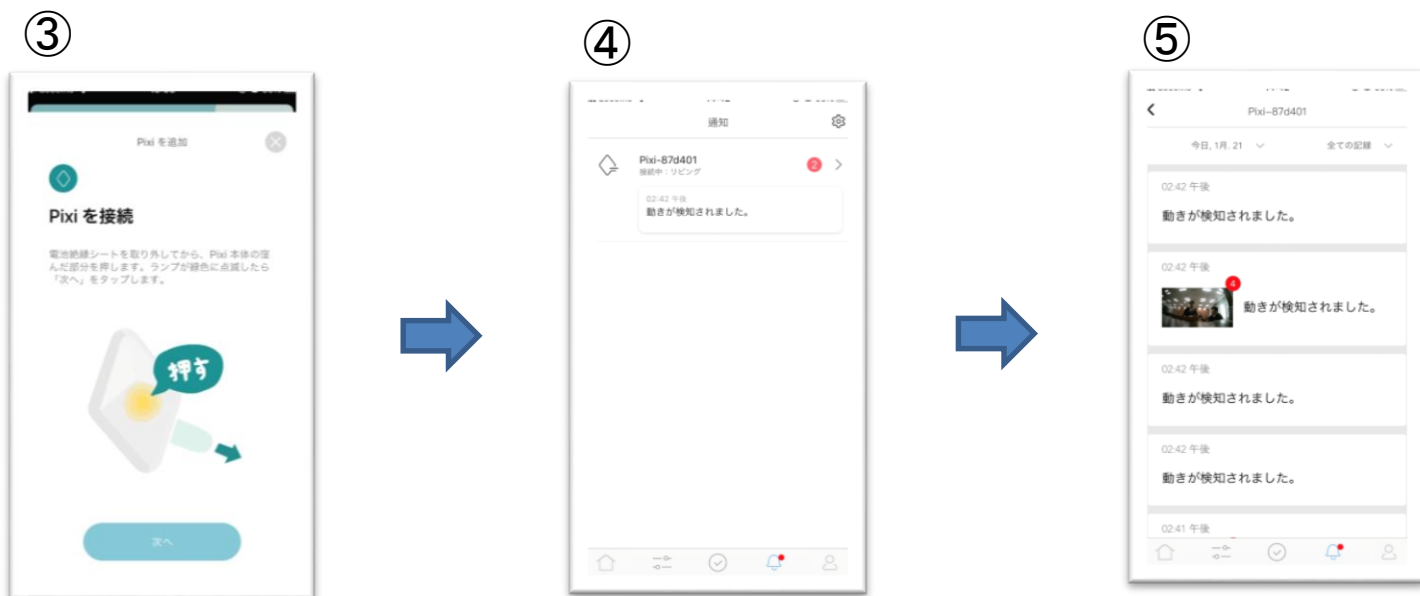 ③
Pixi を追加
Pixi を接続
電池絶縁シートを取り外してから、Pixi 本体の窪
んだ部分を押します。ランプが緑色に点滅したら
「次へ」をタップします。
押す
次へ
④
通知
Pixi-87d401
接続中：リビング
2
02:42 午後
動きが検知されました。
⑤
Pixi-87d401
今日, 1月. 21
全ての記録
02:42 午後
動きが検知されました。
02:42 午後
4
動きが検知されました。
02:42 午後
動きが検知されました。
02:42 午後
動きが検知されました。
02:41 午後